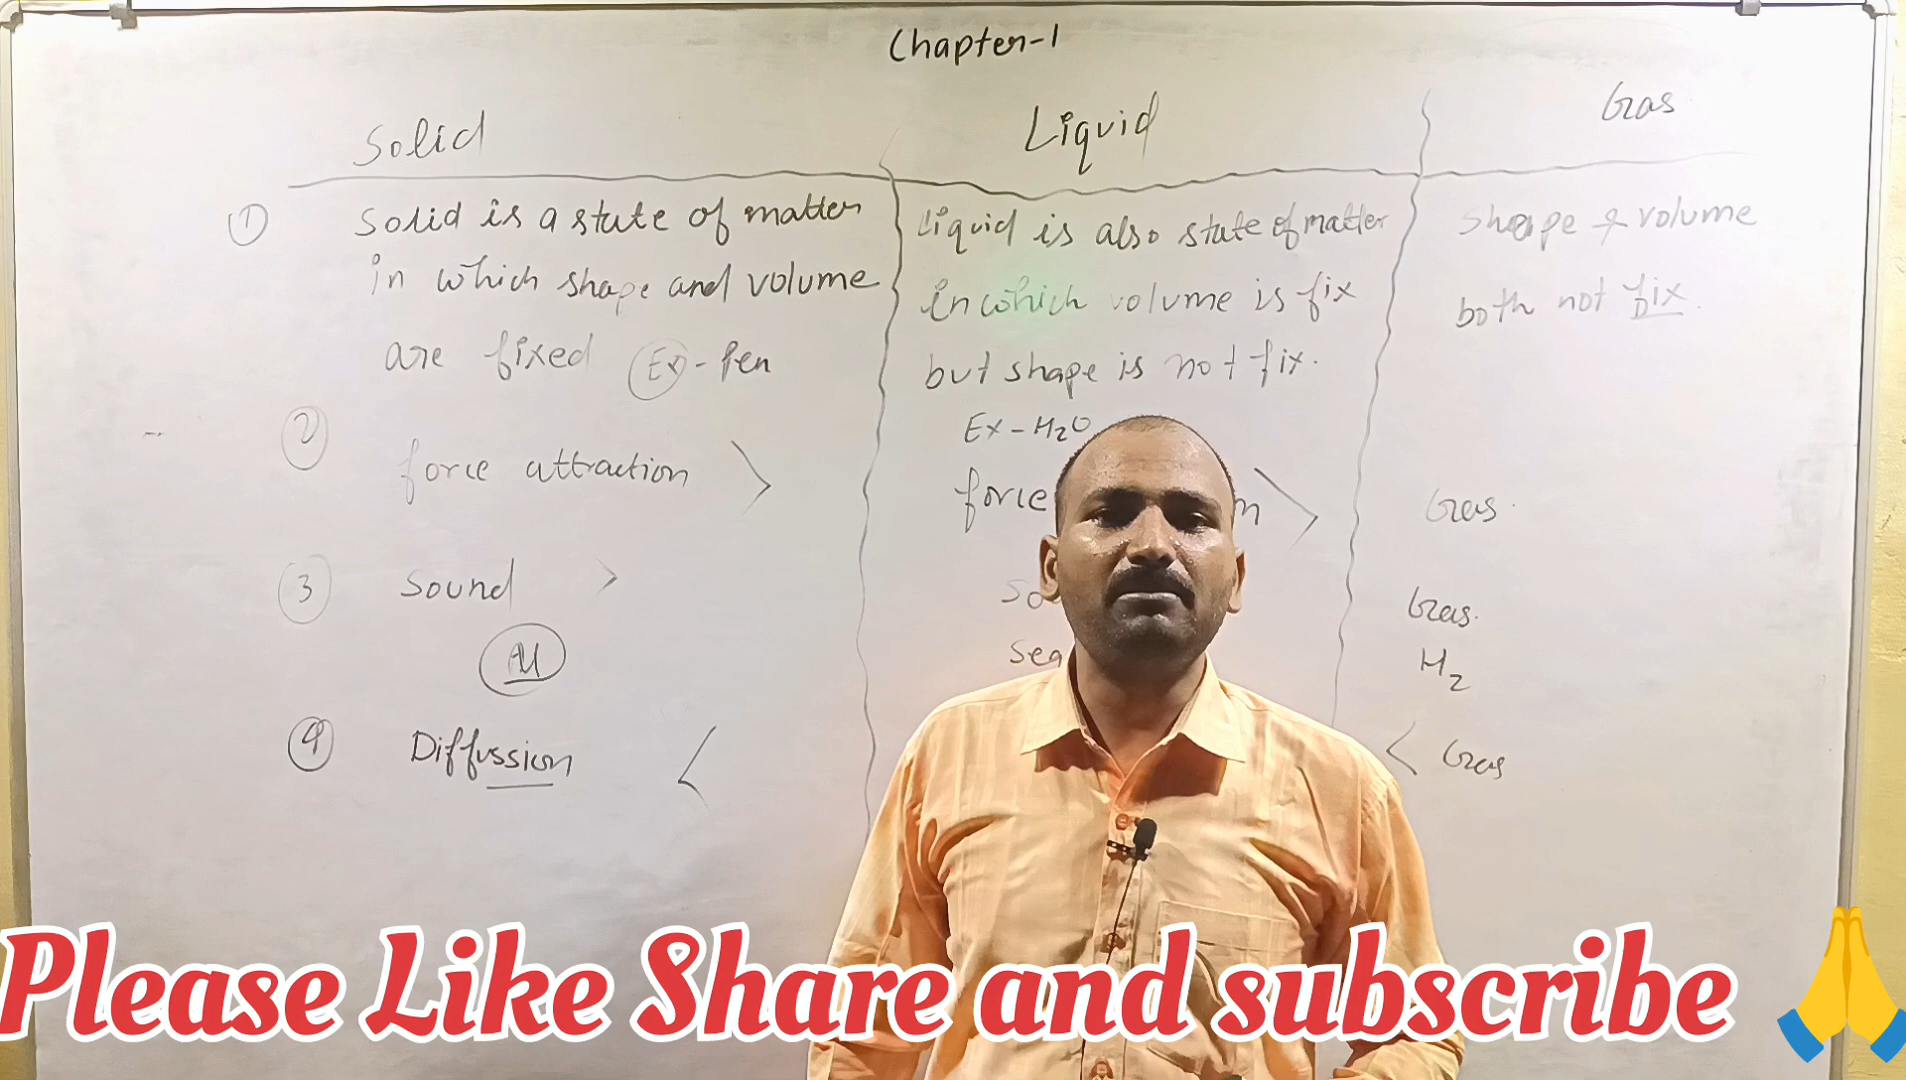 Chapter-1
Solid
Liquid
Gas
① Solid is a state of matter
in which shape and volume
are fixed Ex - Pen
Liquid is also state of matter
in which volume is fix
but shape is not fix.
Ex - H2O
Shape & volume
both not fix.
② force attraction >
force >
Gas
③ Sound >
Gas.
H2
④ Diffussion <
< Gas
Please Like Share and subscribe 🙏